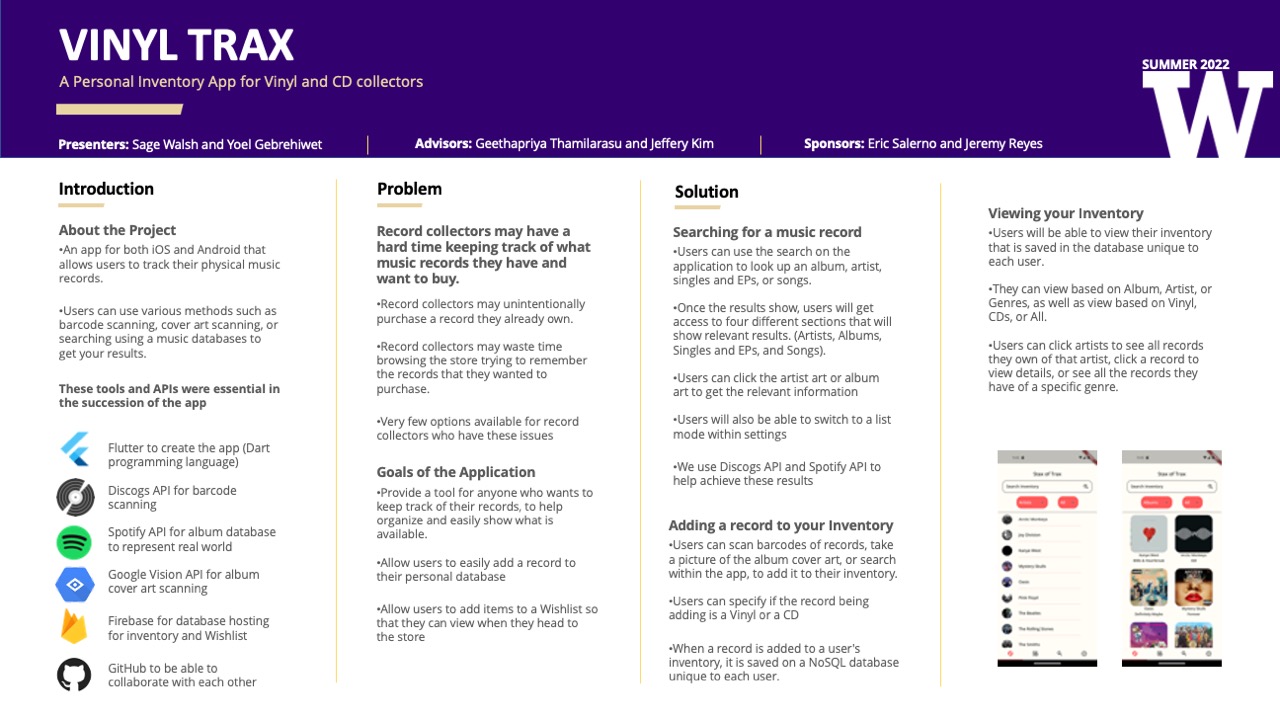 VINYL TRAX
A Personal Inventory App for Vinyl and CD collectors
SUMMER 2022
W
Presenters: Sage Walsh and Yoel Gebrehiwet
Advisors: Geethapriya Thamilarasu and Jeffery Kim
Sponsors: Eric Salerno and Jeremy Reyes
Introduction
About the Project
•An app for both iOS and Android that
allows users to track their physical music
records.
•Users can use various methods such as
barcode scanning, cover art scanning, or
searching using a music databases to
get your results.
These tools and APIs were essential in
the succession of the app
Flutter to create the app (Dart
programming language)
Discogs API for barcode
scanning
Spotify API for album database
to represent real world
Google Vision API for album
cover art scanning
Firebase for database hosting
for inventory and Wishlist
GitHub to be able to
collaborate with each other
Problem
Record collectors may have a
hard time keeping track of what
music records they have and
want to buy.
•Record collectors may unintentionally
purchase a record they already own.
•Record collectors may waste time
browsing the store trying to remember
the records that they wanted to
purchase.
•Very few options available for record
collectors who have these issues
Goals of the Application
•Provide a tool for anyone who wants to
keep track of their records, to help
organize and easily show what is
available.
•Allow users to easily add a record to
their personal database
•Allow users to add items to a Wishlist so
that they can view when they head to
the store
Solution
Searching for a music record
•Users can use the search on the
application to look up an album, artist,
singles and EPs, or songs.
•Once the results show, users will get
access to four different sections that will
show relevant results. (Artists, Albums,
Singles and EPs, and Songs).
•Users can click the artist art or album
art to get the relevant information
•Users will also be able to switch to a list
mode within settings
•We use Discogs API and Spotify API to
help achieve these results
Adding a record to your Inventory
•Users can scan barcodes of records, take
a picture of the album cover art, or search
within the app, to add it to their inventory.
•Users can specify if the record being
adding is a Vinyl or a CD
•When a record is added to a user's
inventory, it is saved on a NoSQL database
unique to each user.
Viewing your Inventory
•Users will be able to view their inventory
that is saved in the database unique to
each user.
•They can view based on Album, Artist, or
Genres, as well as view based on Vinyl,
CDs, or All.
•Users can click artists to see all records
they own of that artist, click a record to
view details, or see all the records they
have of a specific genre.
Stax of Trax
Search Inventory
Artists
All
Arctic Monkeys
Joy Division
Kanye West
Mystery Skulls
Oasis
Pink Floyd
The Beatles
The Rolling Stones
The Smiths
Stax of Trax
Search Inventory
Albums
All
Kanye West
808s & Heartbreak
Arctic Monkeys
AM
Oasis
Definitely Maybe
Mystery Skulls
Forever